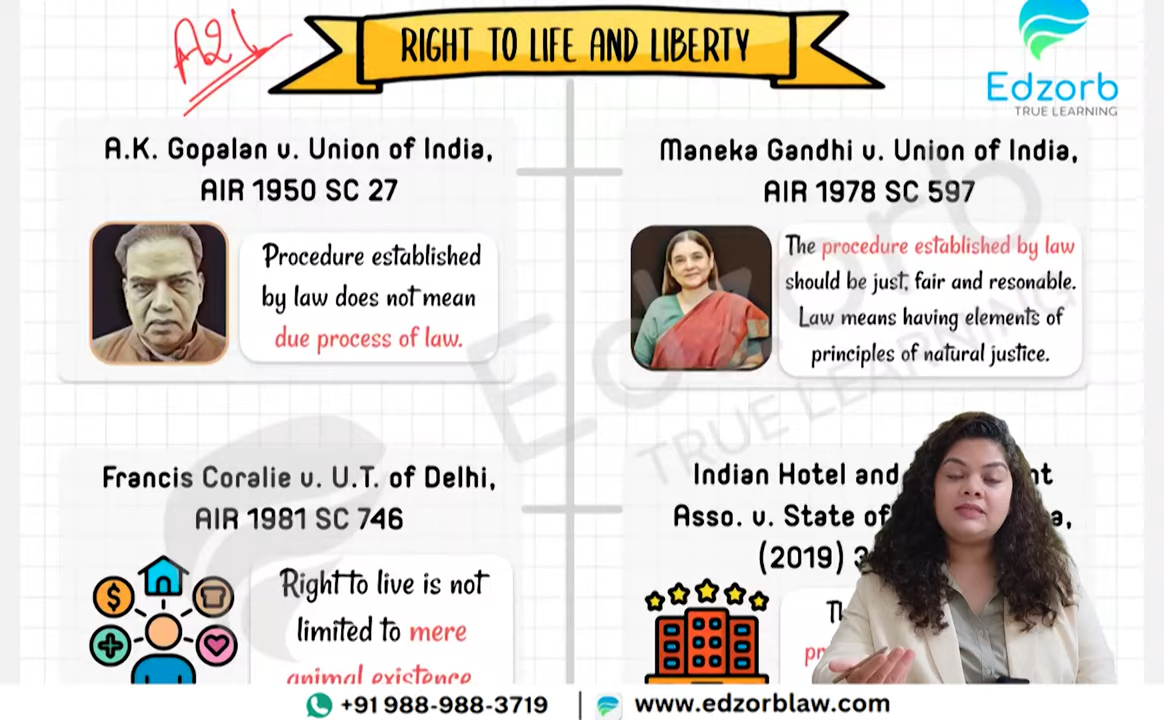 A21
RIGHT TO LIFE AND LIBERTY
Edzorb
TRUE LEARNING
A.K. Gopalan v. Union of India,
AIR 1950 SC 27
Procedure established
by law does not mean
due process of law.
Maneka Gandhi v. Union of India,
AIR 1978 SC 597
The procedure established by law
should be just, fair and resonable.
Law means having elements of
principles of natural justice.
Francis Coralie v. U.T. of Delhi,
AIR 1981 SC 746
Right to live is not
limited to mere
animal existence
Indian Hotel and
Asso. v. State of
(2019)
Edzorb
TRUE LEARNING
+91 988-988-3719 | www.edzorblaw.com